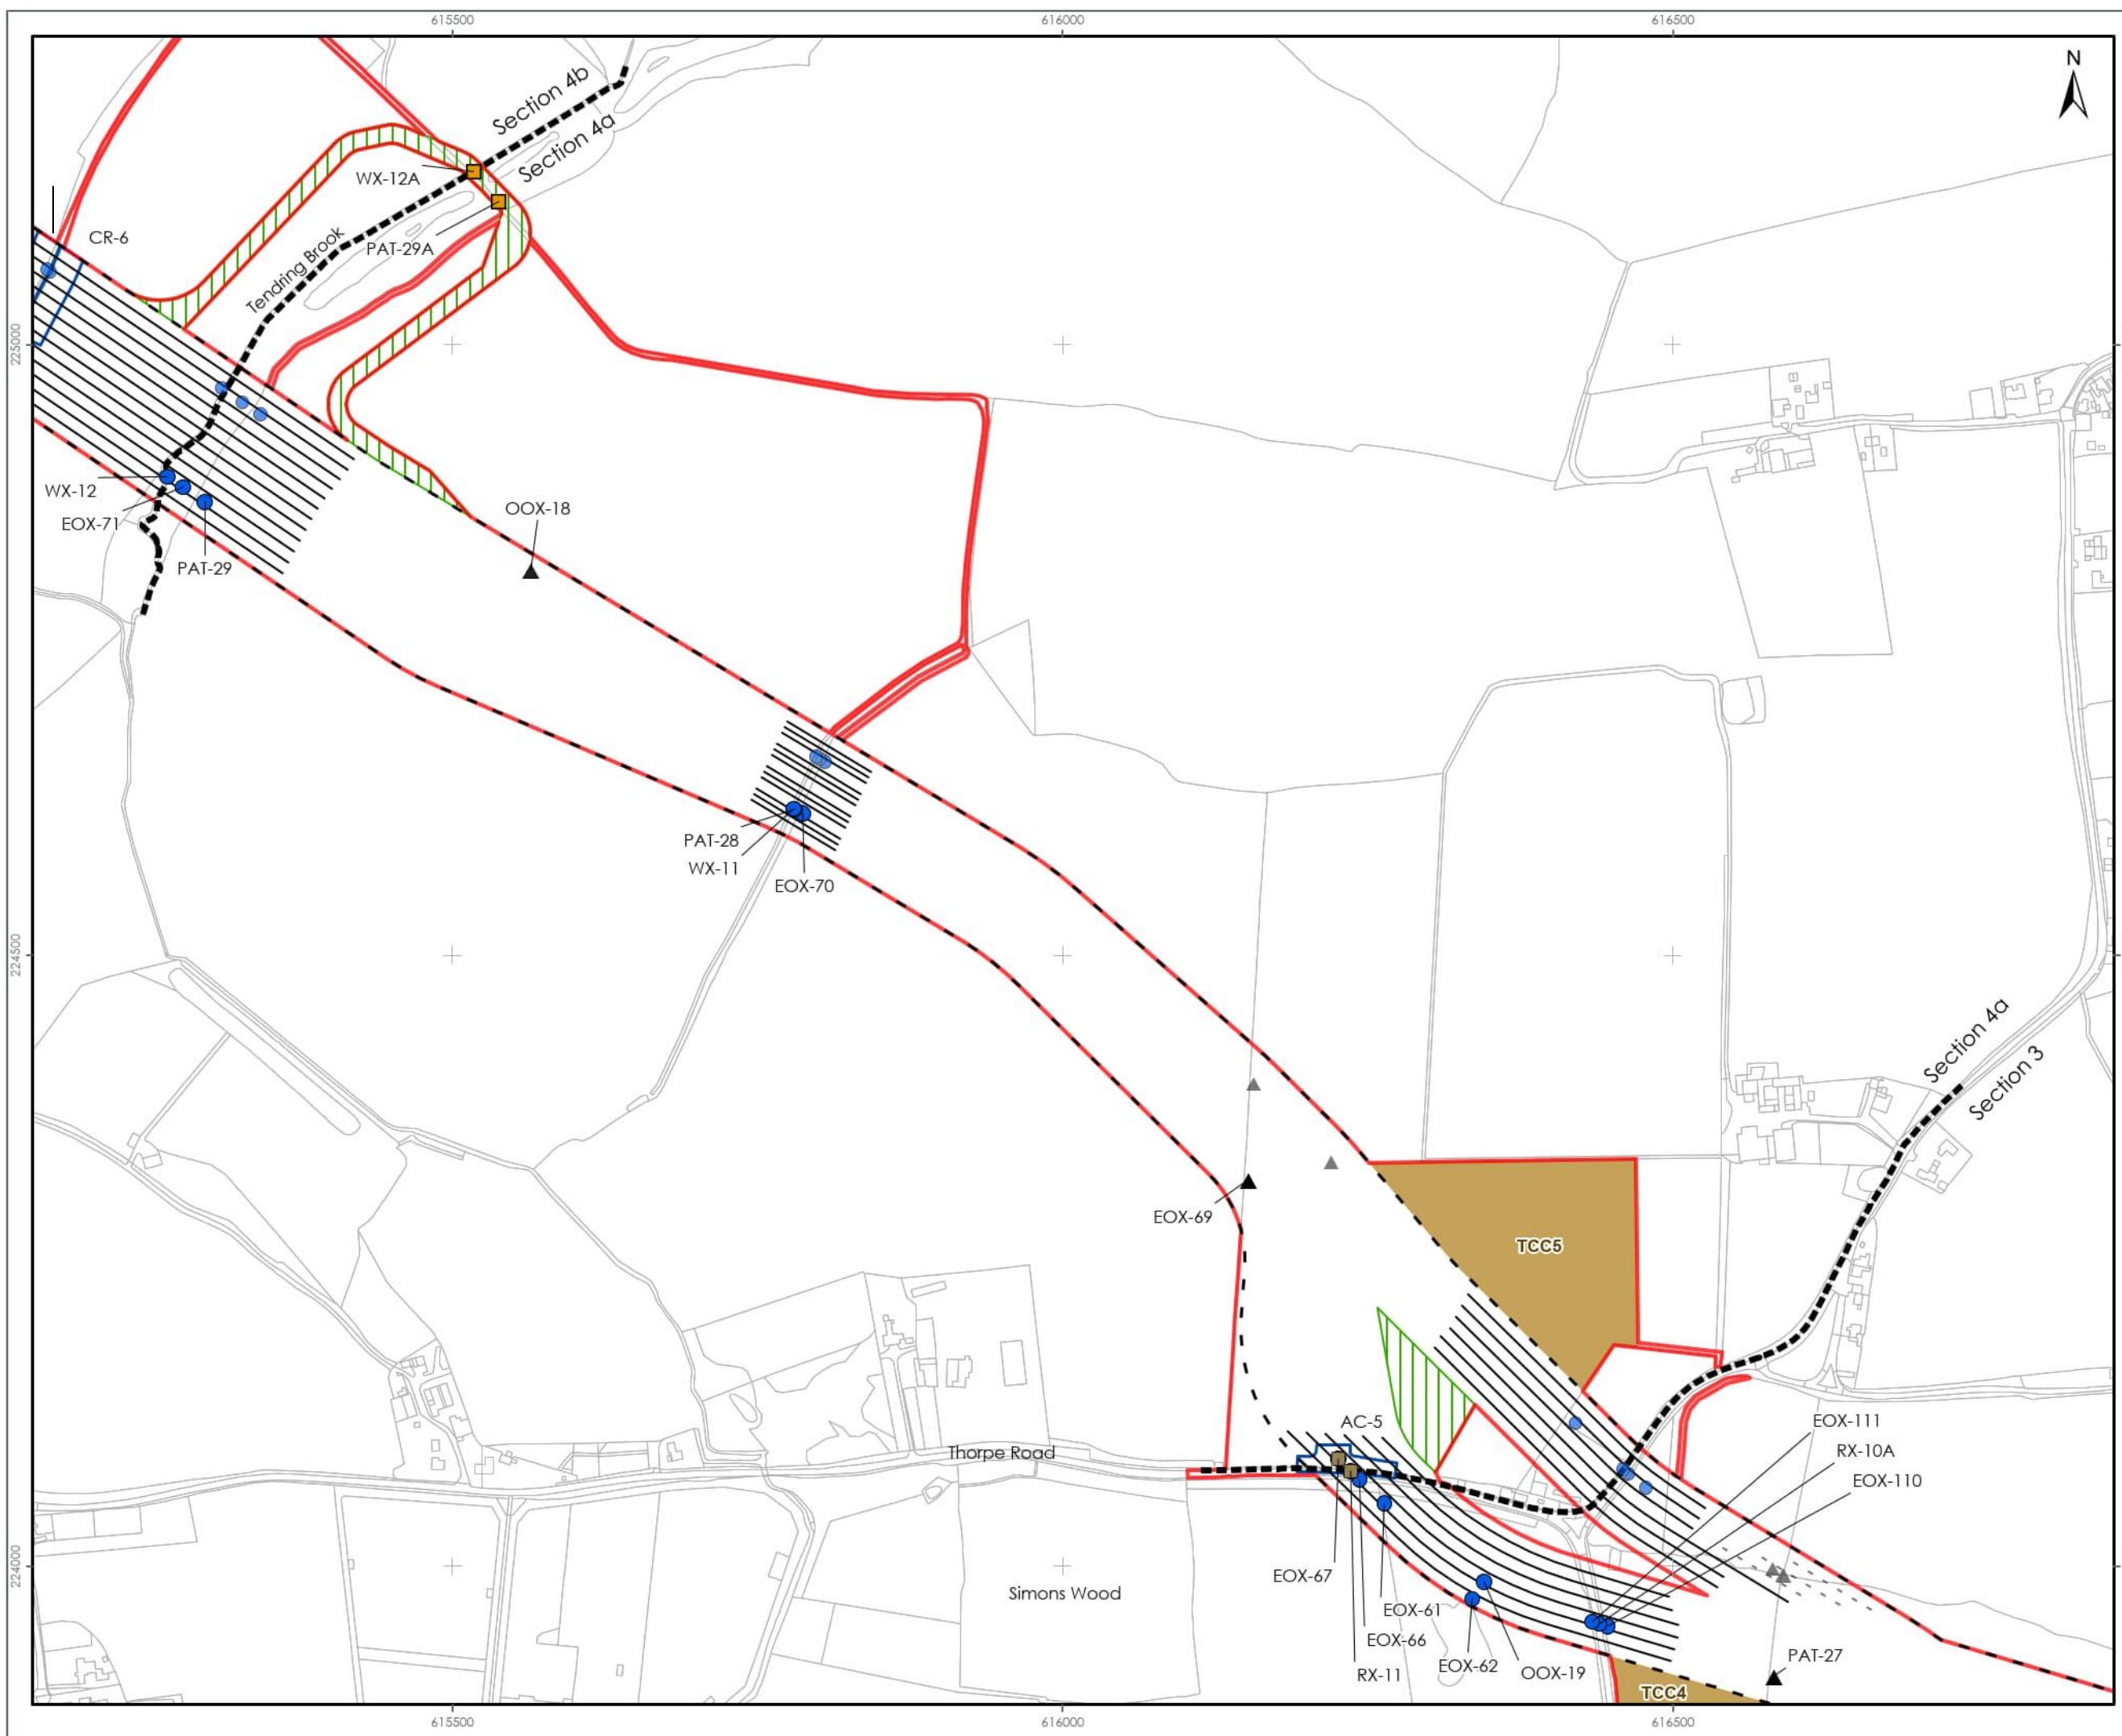 615500
616000
616500
N
Section 4b
Section 4a
WX-12A
PAT-29A
CR-6
Tendring Brook
225000
225000
WX-12
EOX-71
PAT-29
OOX-18
PAT-28
WX-11
EOX-70
224500
Section 4a
Section 3
EOX-69
TCC5
AC-5
Thorpe Road
EOX-111
RX-10A
EOX-110
224000
Simons Wood
EOX-67
EOX-61
EOX-66
RX-11
EOX-62
OOX-19
PAT-27
TCC4
615500
616000
616500